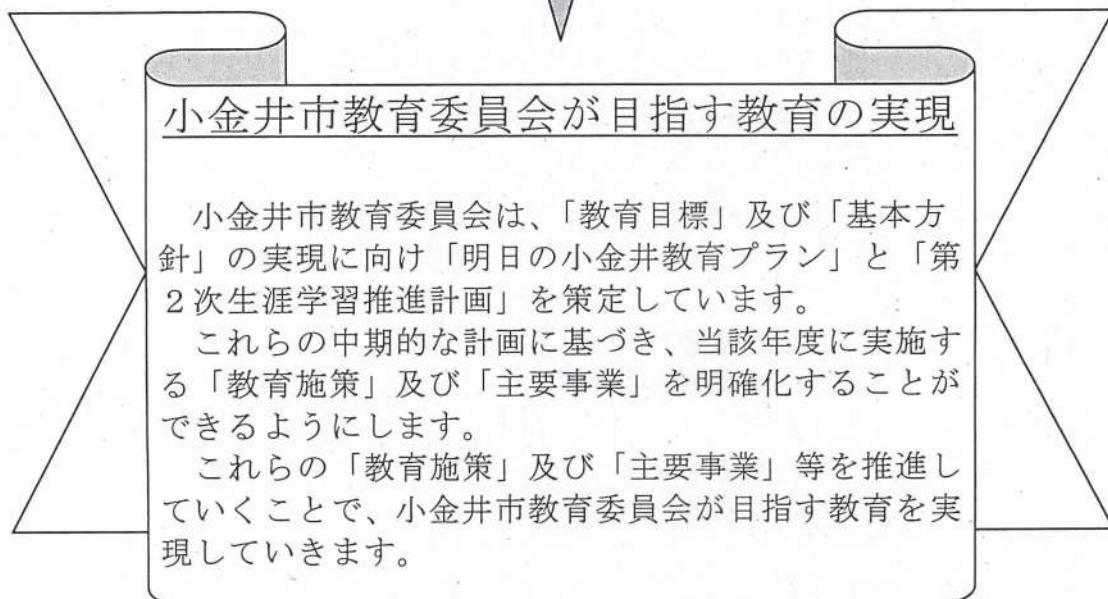 小金井市教育委員会が目指す教育の実現
　小金井市教育委員会は、「教育目標」及び「基本方
針」の実現に向け「明日の小金井教育プラン」と「第
２次生涯学習推進計画」を策定しています。
　これらの中期的な計画に基づき、当該年度に実施す
る「教育施策」及び「主要事業」を明確化することが
できるようにします。
　これらの「教育施策」及び「主要事業」等を推進し
ていくことで、小金井市教育委員会が目指す教育を実
現していきます。